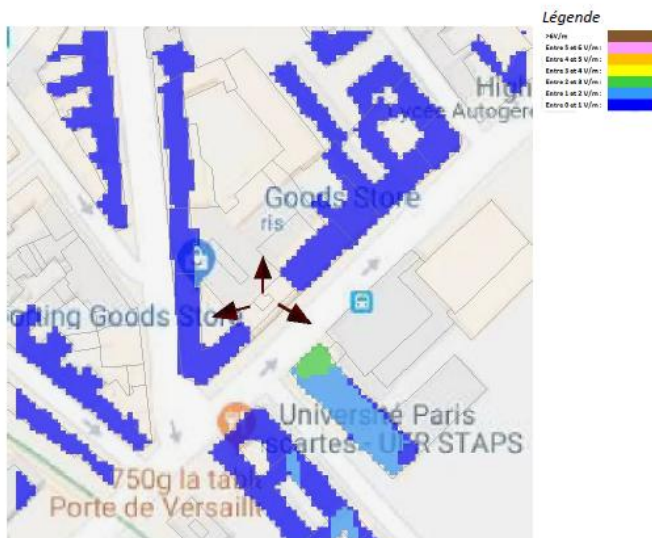 Légende
>6V/m
Entre 5 et 6 V/m :
Entre 4 et 5 V/m :
Entre 3 et 4 V/m :
Entre 2 et 3 V/m :
Entre 1 et 2 V/m :
Entre 0 et 1 V/m :
High
Lycée Autogér
Goods Store
ris
orting Goods Store
Université Paris
scartes - UFR STAPS
750g la tabl
Porte de Versaill